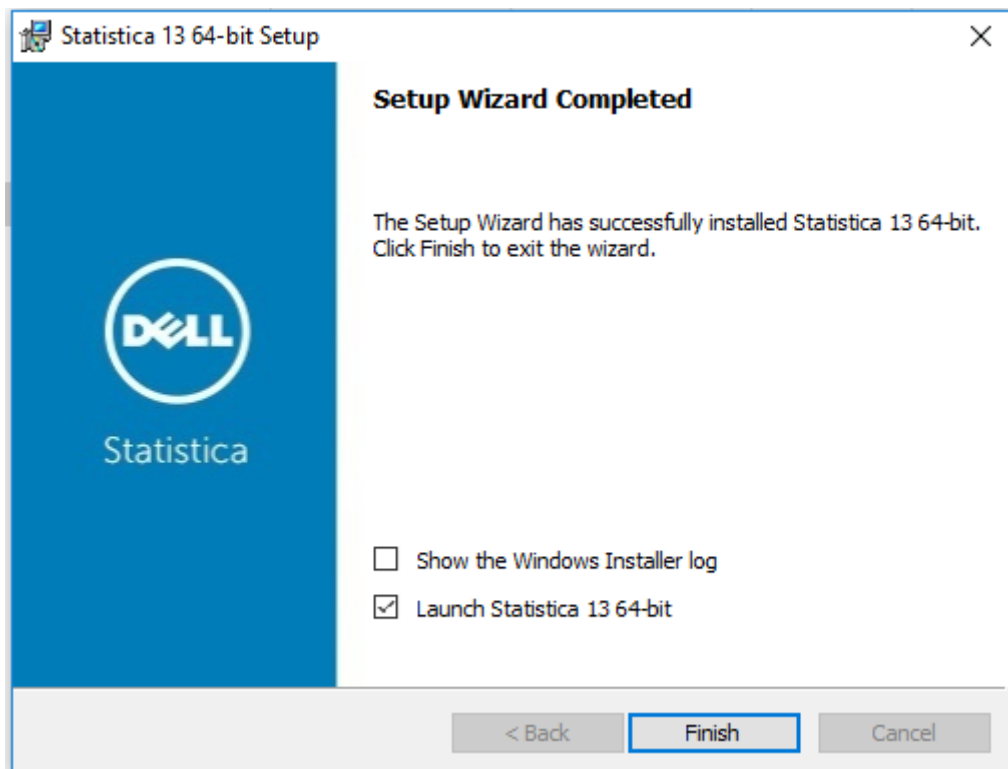 Statistica 13 64-bit Setup
Setup Wizard Completed
The Setup Wizard has successfully installed Statistica 13 64-bit.
Click Finish to exit the wizard.
DELL
Statistica
Show the Windows Installer log
Launch Statistica 13 64-bit
< Back
Finish
Cancel